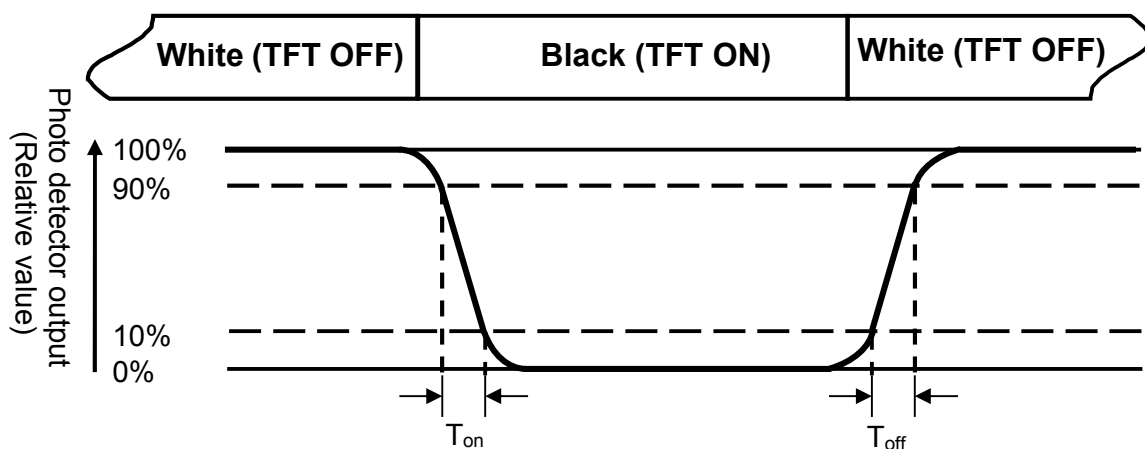 White (TFT OFF)
Black (TFT ON)
White (TFT OFF)
Photo detector output
(Relative value)
100%
90%
10%
0%
Ton
Toff